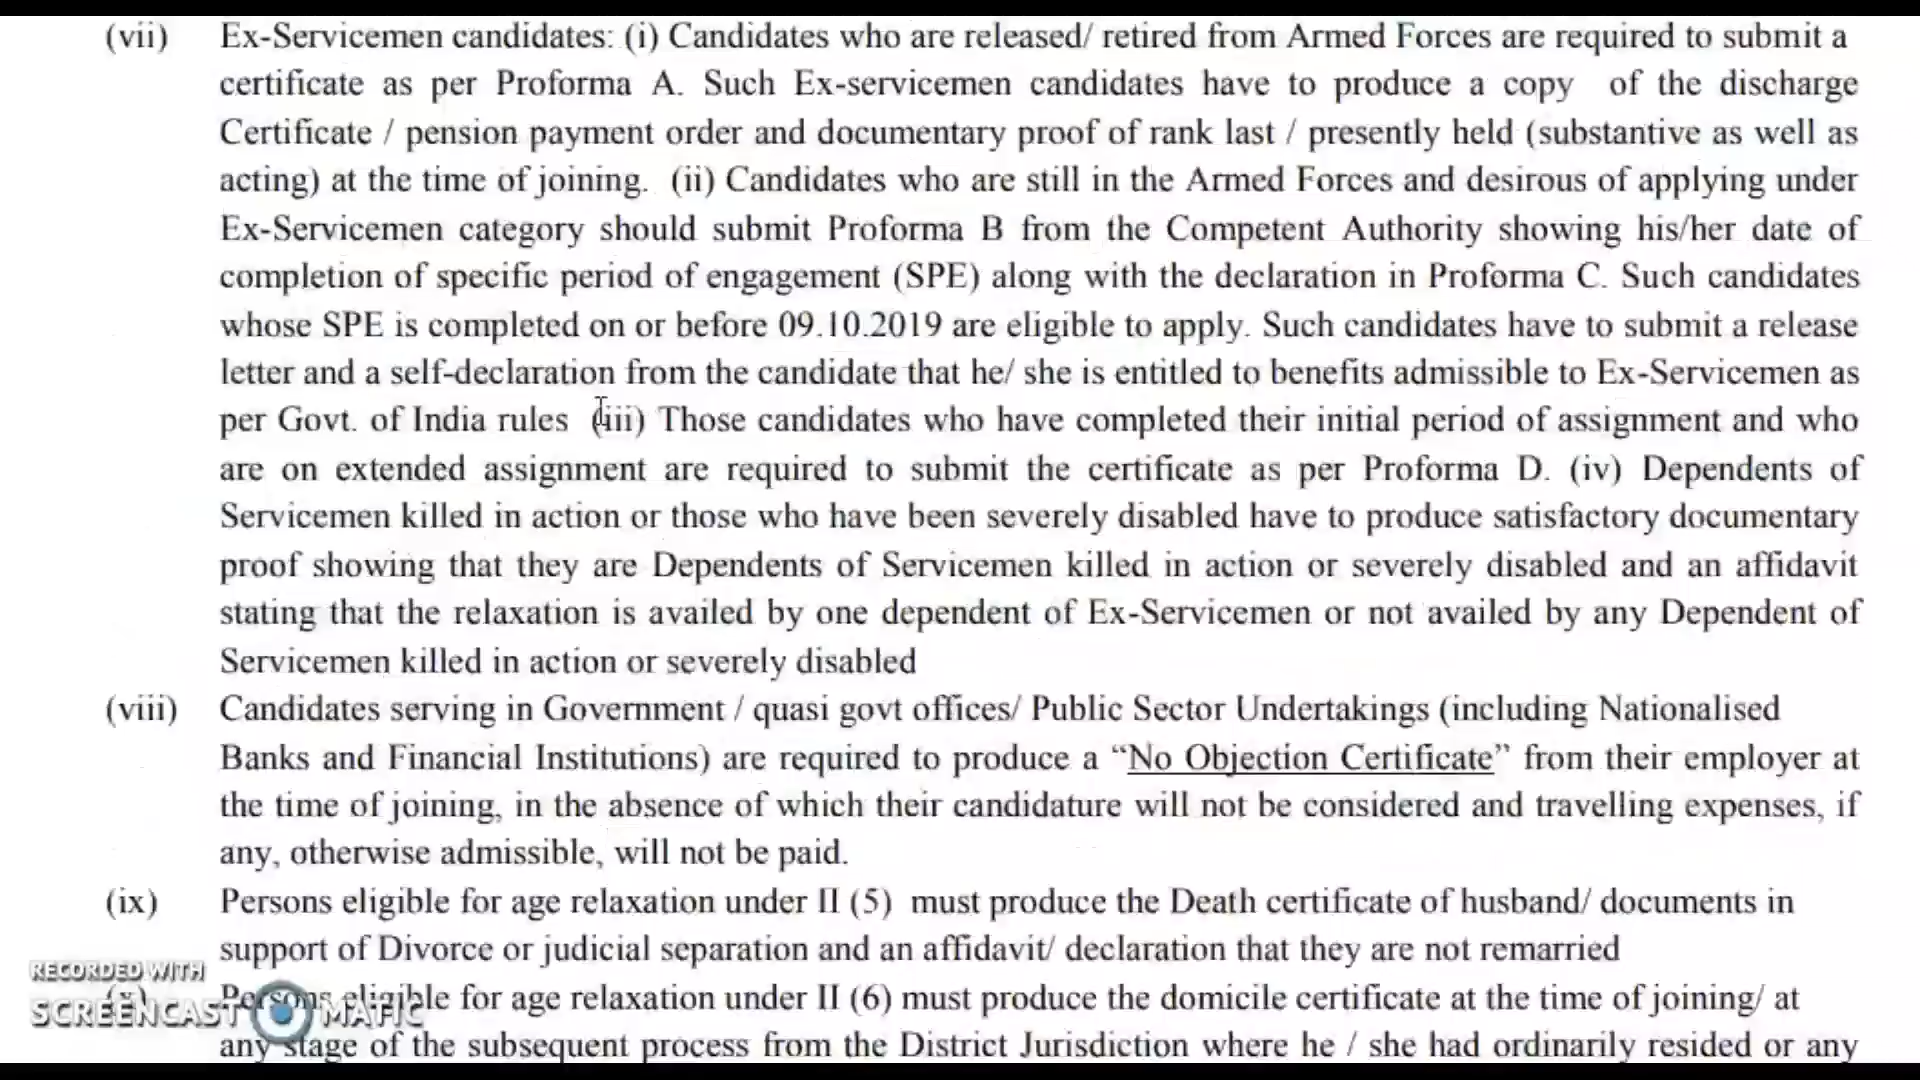 (vii) Ex-Servicemen candidates: (i) Candidates who are released/ retired from Armed Forces are required to submit a
certificate as per Proforma A. Such Ex-servicemen candidates have to produce a copy of the discharge
Certificate / pension payment order and documentary proof of rank last / presently held (substantive as well as
acting) at the time of joining. (ii) Candidates who are still in the Armed Forces and desirous of applying under
Ex-Servicemen category should submit Proforma B from the Competent Authority showing his/her date of
completion of specific period of engagement (SPE) along with the declaration in Proforma C. Such candidates
whose SPE is completed on or before 09.10.2019 are eligible to apply. Such candidates have to submit a release
letter and a self-declaration from the candidate that he/ she is entitled to benefits admissible to Ex-Servicemen as
per Govt. of India rules (iii) Those candidates who have completed their initial period of assignment and who
are on extended assignment are required to submit the certificate as per Proforma D. (iv) Dependents of
Servicemen killed in action or those who have been severely disabled have to produce satisfactory documentary
proof showing that they are Dependents of Servicemen killed in action or severely disabled and an affidavit
stating that the relaxation is availed by one dependent of Ex-Servicemen or not availed by any Dependent of
Servicemen killed in action or severely disabled
(viii) Candidates serving in Government / quasi govt offices/ Public Sector Undertakings (including Nationalised
Banks and Financial Institutions) are required to produce a “No Objection Certificate” from their employer at
the time of joining, in the absence of which their candidature will not be considered and travelling expenses, if
any, otherwise admissible, will not be paid.
(ix) Persons eligible for age relaxation under II (5) must produce the Death certificate of husband/ documents in
support of Divorce or judicial separation and an affidavit/ declaration that they are not remarried
(x) Persons eligible for age relaxation under II (6) must produce the domicile certificate at the time of joining/ at
any stage of the subsequent process from the District Jurisdiction where he / she had ordinarily resided or any
RECORDED WITH
SCREENCAST MATIC